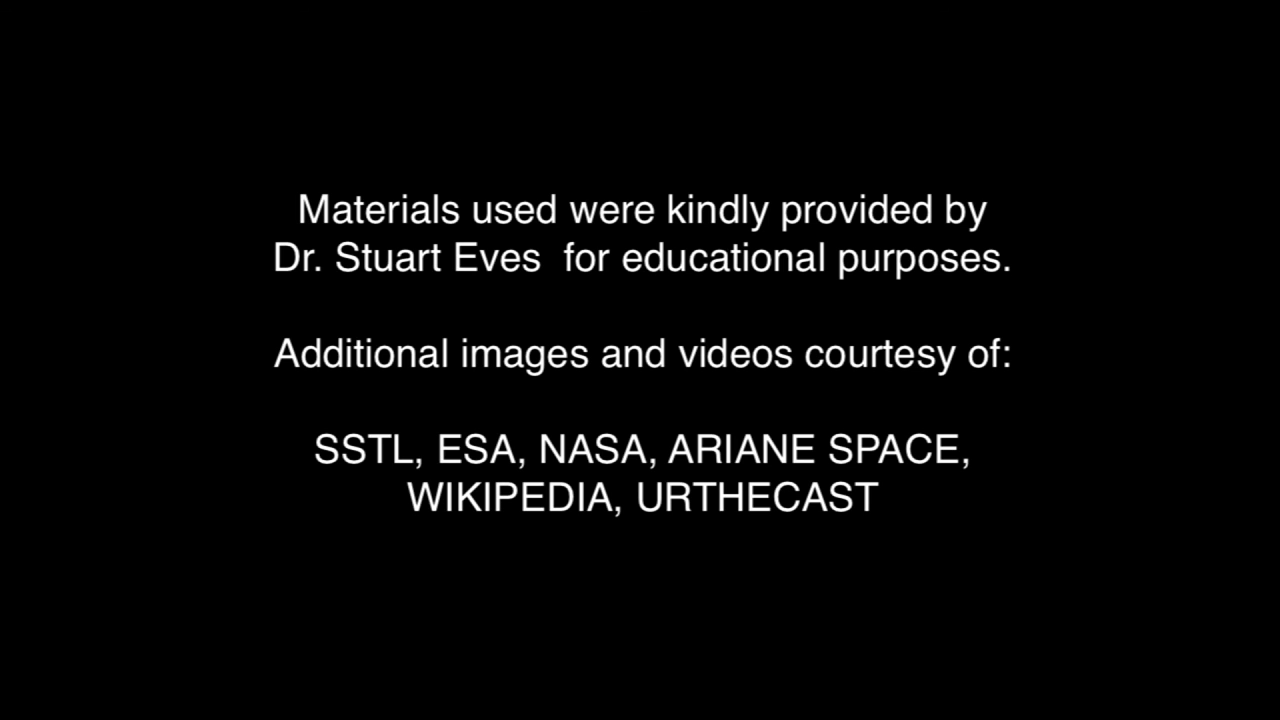 Materials used were kindly provided by
Dr. Stuart Eves  for educational purposes.
Additional images and videos courtesy of:
SSTL, ESA, NASA, ARIANE SPACE,
WIKIPEDIA, URTHECAST